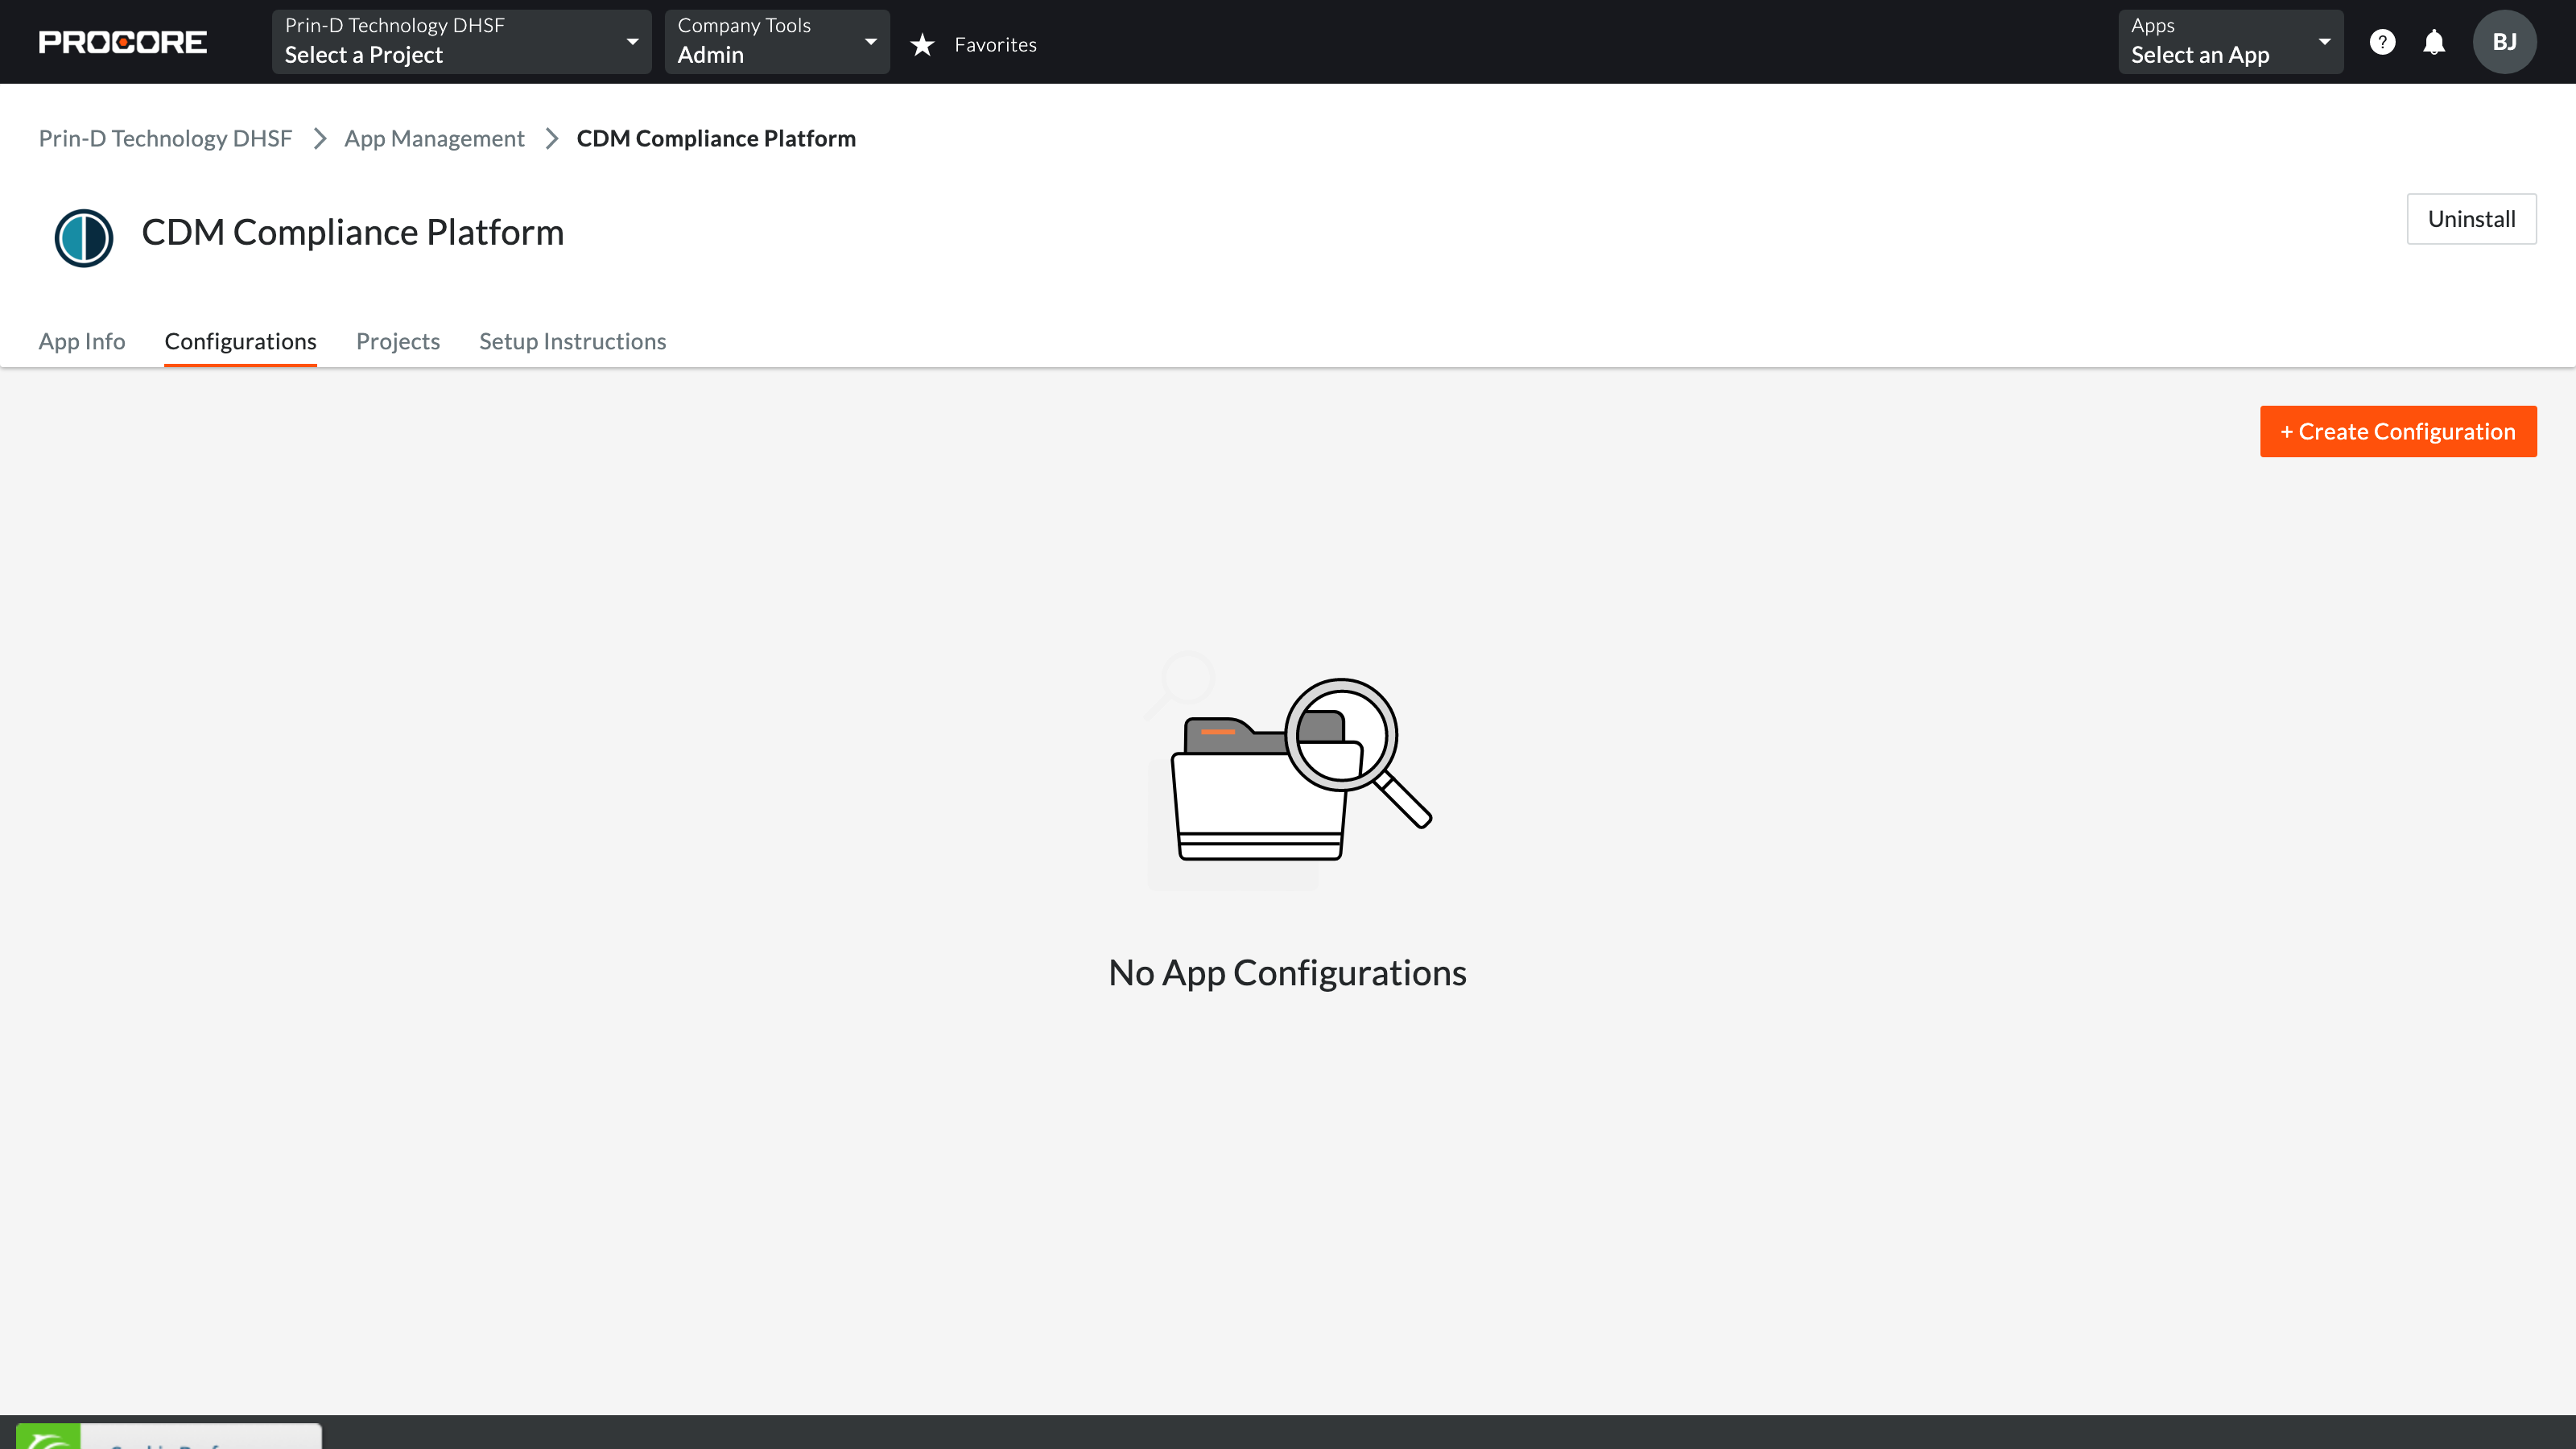 PROCORE
Prin-D Technology DHSF
Select a Project
Company Tools
Admin
Favorites
Apps
Select an App
?
BJ
Prin-D Technology DHSF
App Management
CDM Compliance Platform
CDM Compliance Platform
Uninstall
App Info
Configurations
Projects
Setup Instructions
+ Create Configuration
No App Configurations